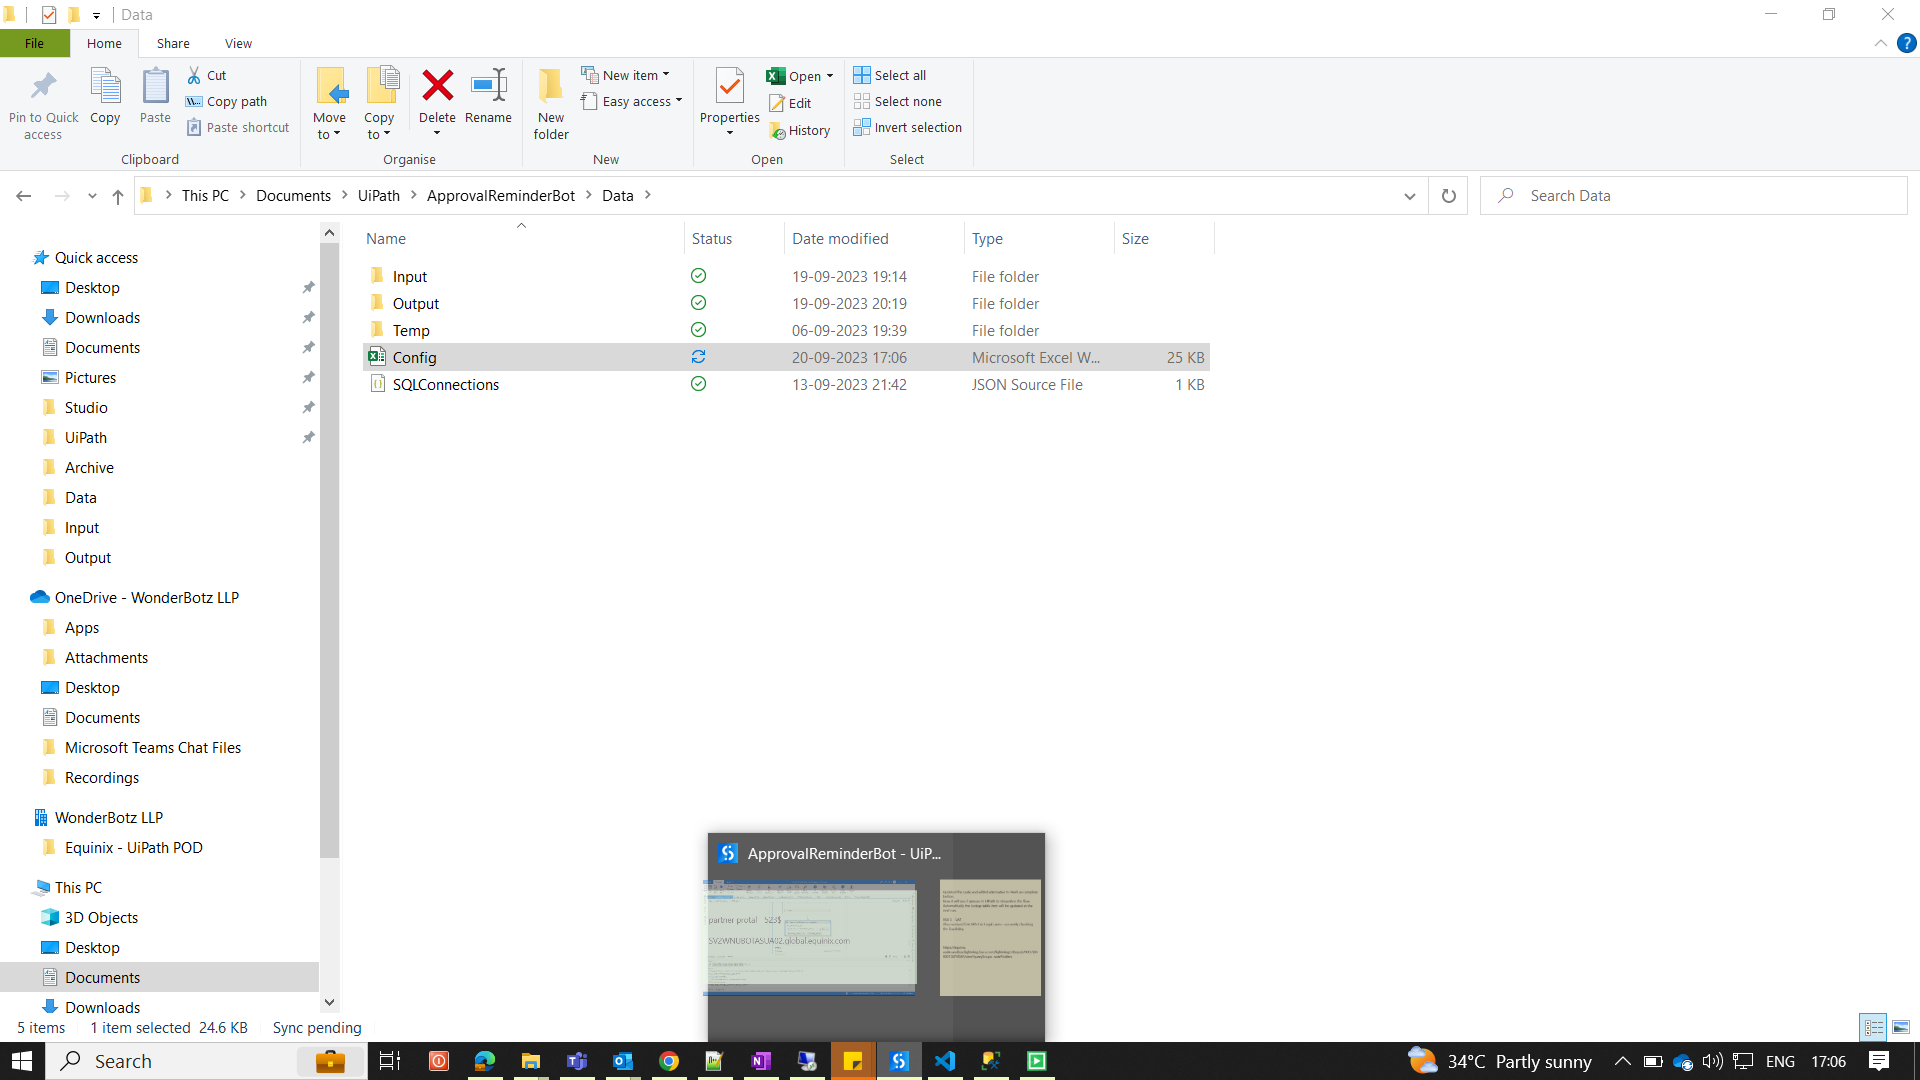 Data
File Home Share View
Pin to Quick access
Copy
Paste
Cut
Copy path
Paste shortcut
Clipboard
Move to
Copy to
Delete
Rename
Organise
New folder
New item
Easy access
New
Properties
Open
Edit
History
Open
Select all
Select none
Invert selection
Select
This PC > Documents > UiPath > ApprovalReminderBot > Data >
Search Data
Name Status Date modified Type Size
Input 19-09-2023 19:14 File folder
Output 19-09-2023 20:19 File folder
Temp 06-09-2023 19:39 File folder
Config 20-09-2023 17:06 Microsoft Excel W... 25 KB
SQLConnections 13-09-2023 21:42 JSON Source File 1 KB
Quick access
Desktop
Downloads
Documents
Pictures
Studio
UiPath
Archive
Data
Input
Output
OneDrive - WonderBotz LLP
Apps
Attachments
Desktop
Documents
Microsoft Teams Chat Files
Recordings
WonderBotz LLP
Equinix - UiPath POD
This PC
3D Objects
Desktop
Documents
Downloads
ApprovalReminderBot - UiP...
partner protal 523$
SV2WNUBOTASUA02.global.equinix.com
5 items 1 item selected 24.6 KB Sync pending
Search
34°C Partly sunny
ENG
17:06